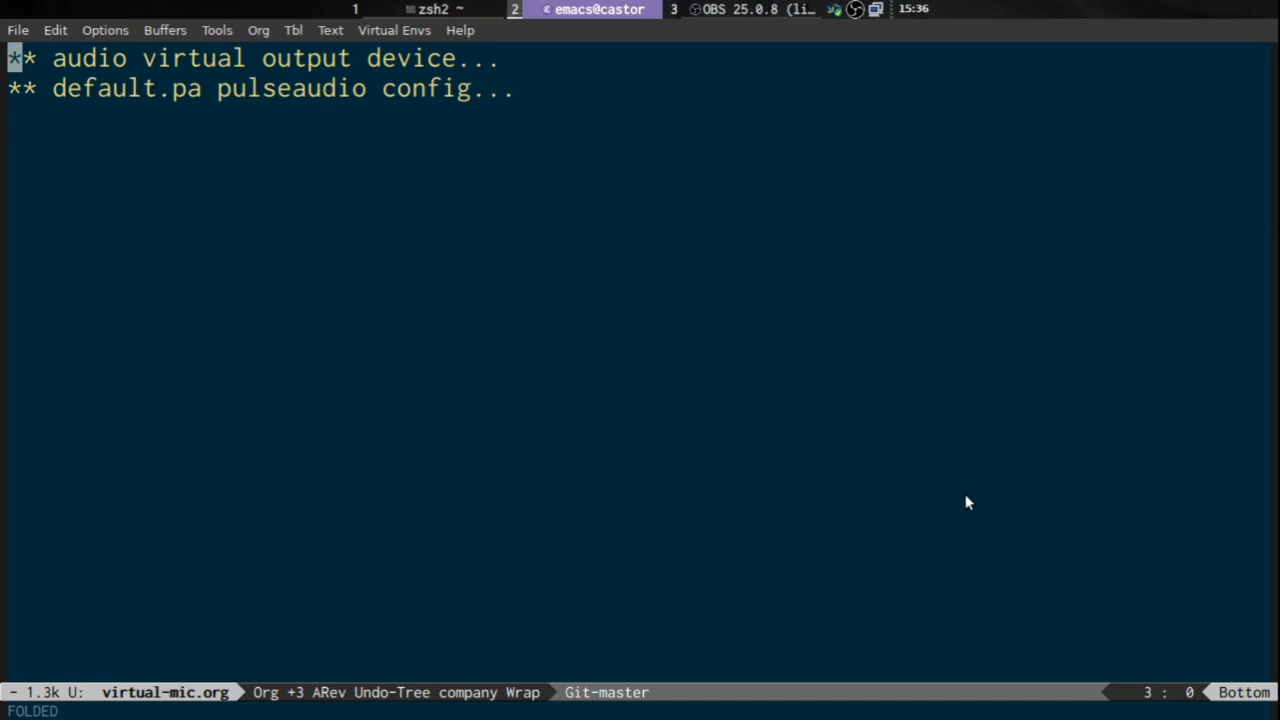 1 zsh2 ~ 2 emacs@castor 3 OBS 25.0.8 (li… 15:36
File Edit Options Buffers Tools Org Tbl Text Virtual Envs Help
** audio virtual output device...
** default.pa pulseaudio config...
- 1.3k U: virtual-mic.org Org +3 ARev Undo-Tree company Wrap Git-master 3 : 0 Bottom
FOLDED